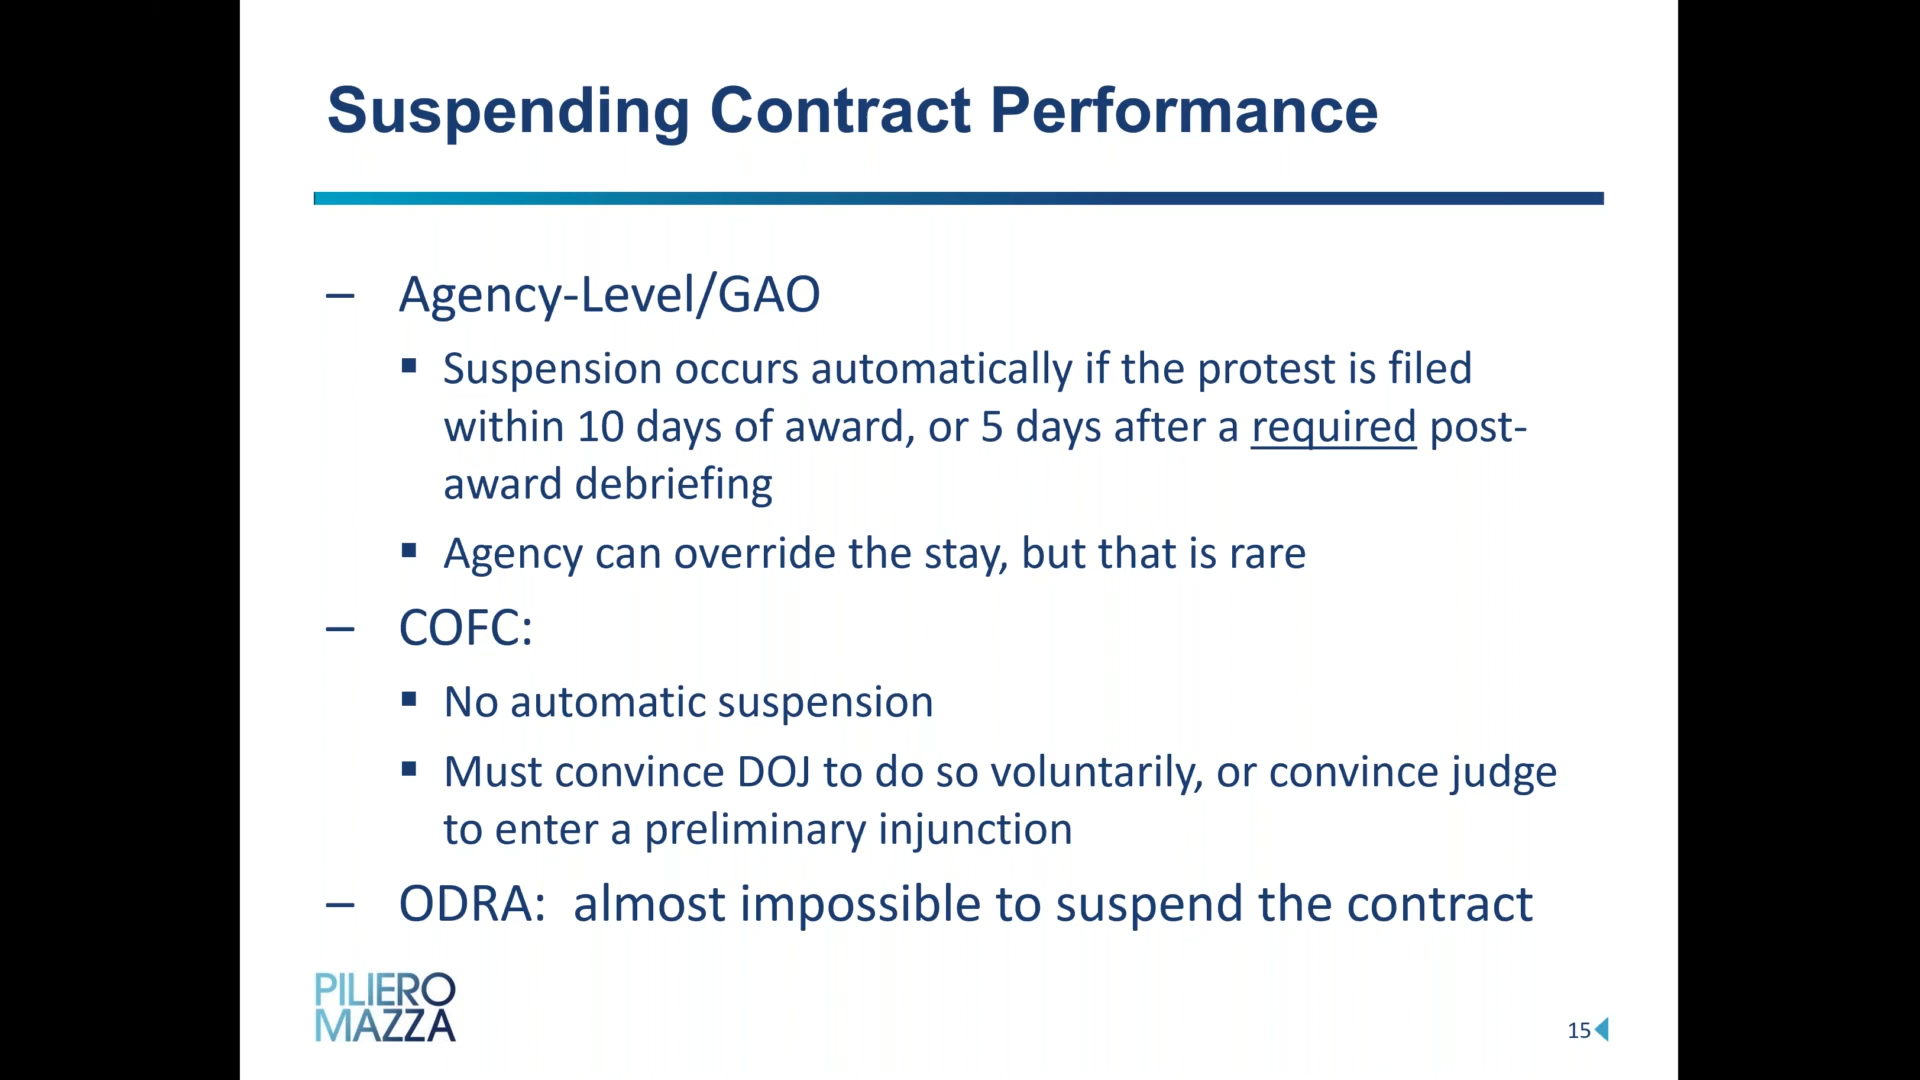 Suspending Contract Performance
– Agency-Level/GAO
▪ Suspension occurs automatically if the protest is filed
within 10 days of award, or 5 days after a required post-
award debriefing
▪ Agency can override the stay, but that is rare
– COFC:
▪ No automatic suspension
▪ Must convince DOJ to do so voluntarily, or convince judge
to enter a preliminary injunction
– ODRA:  almost impossible to suspend the contract
PILIERO
MAZZA
15